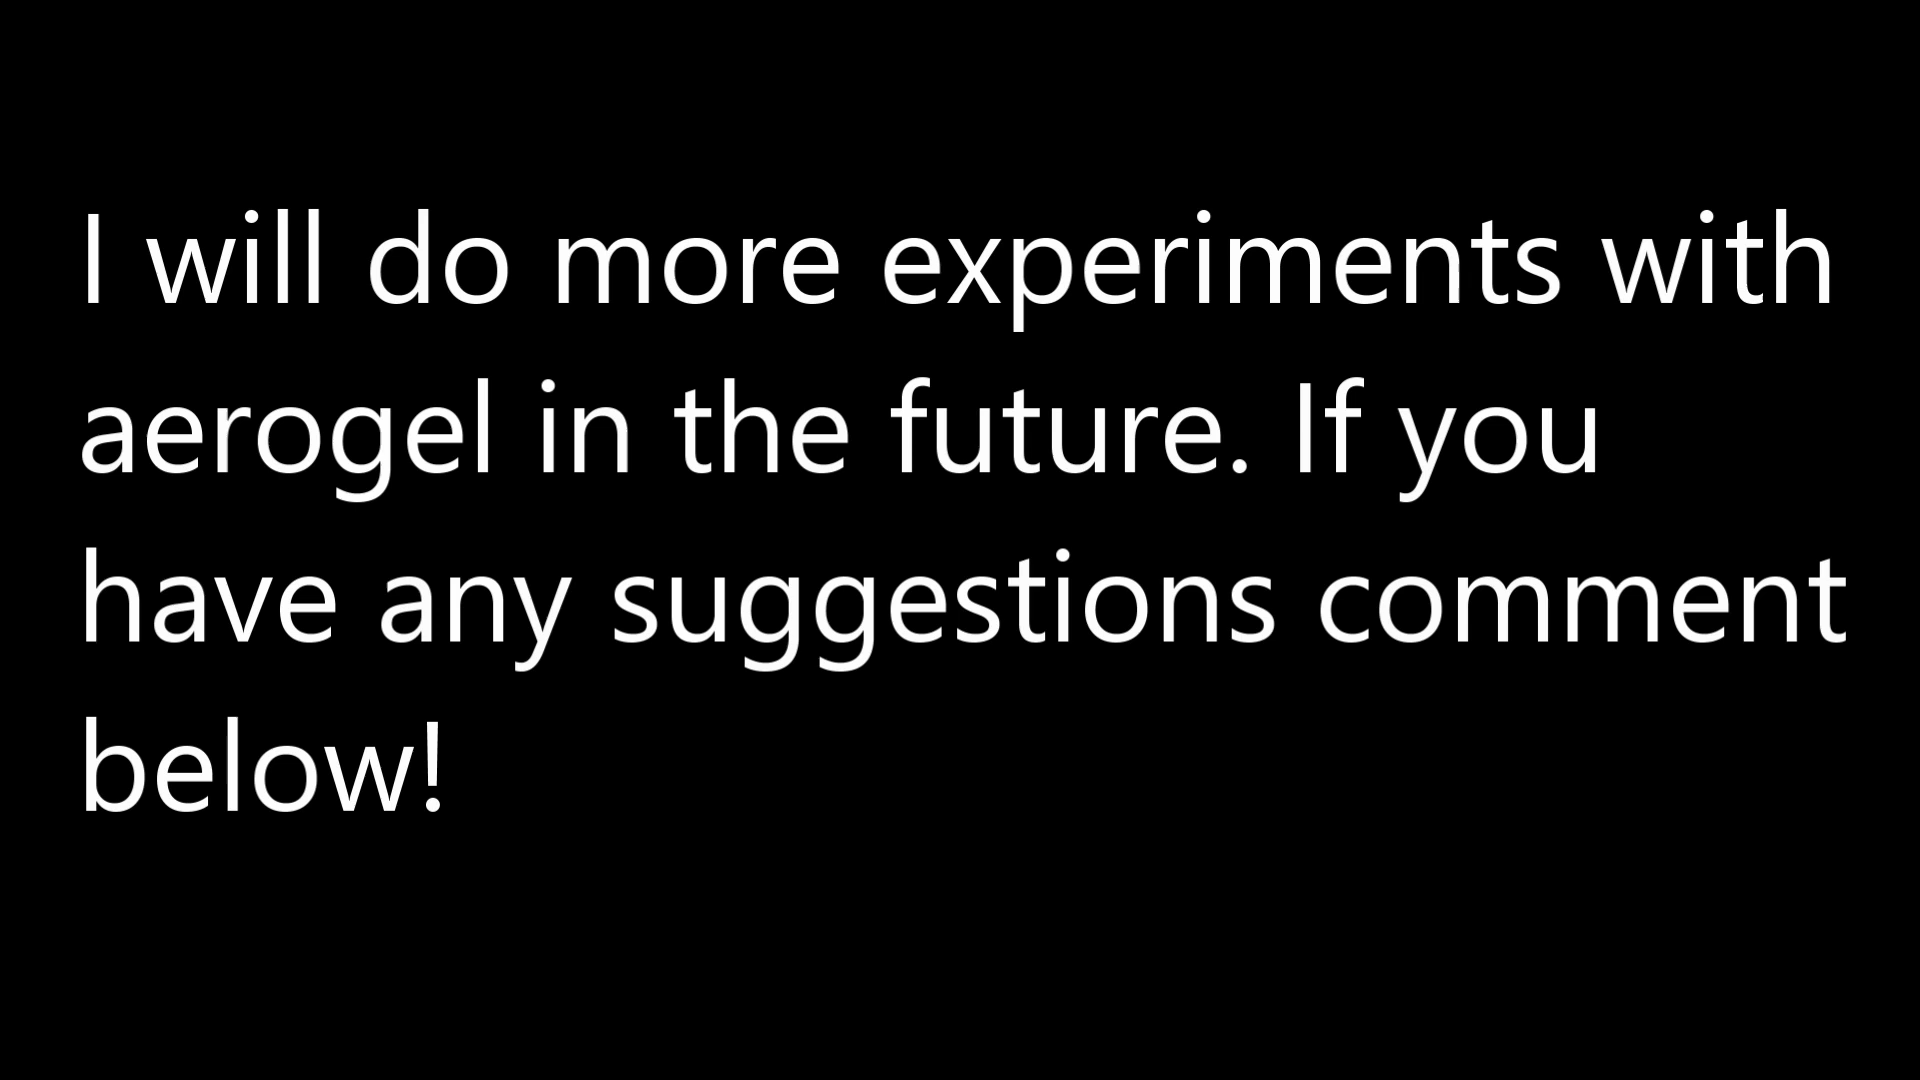 I will do more experiments with
aerogel in the future. If you
have any suggestions comment
below!